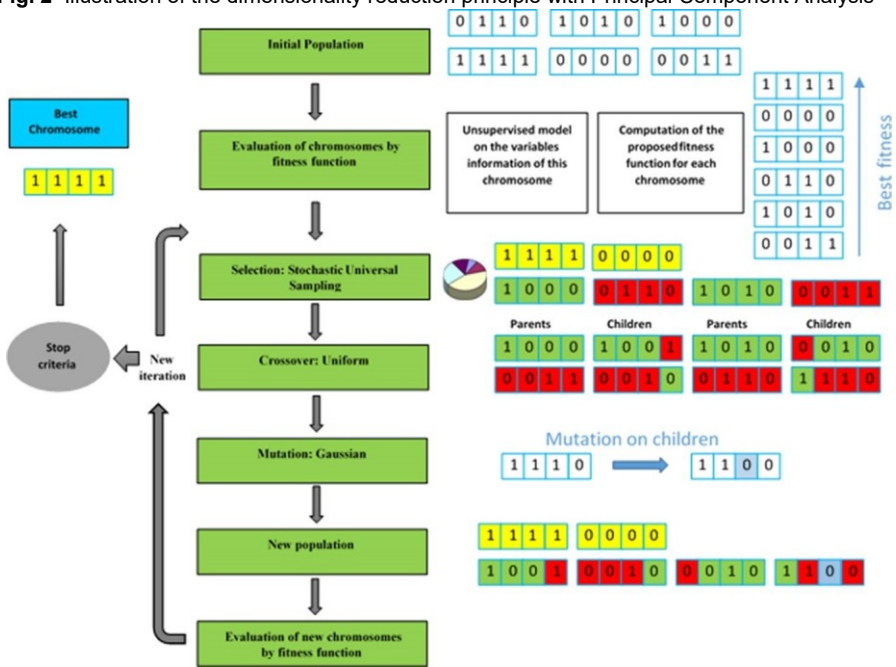 Fig. 2 Illustration of the dimensionality reduction principle with Principal Component Analysis
Initial Population
0 1 1 0 1 0 1 0 1 0 0 0
1 1 1 1 0 0 0 0 0 0 1 1
Best
Chromosome
1 1 1 1
Evaluation of chromosomes by
fitness function
Unsupervised model
on the variables
information of this
chromosome
Computation of the
proposed fitness
function for each
chromosome
1 1 1 1
0 0 0 0
1 0 0 0
0 1 1 0
1 0 1 0
0 0 1 1
Best fitness
Selection: Stochastic Universal
Sampling
1 1 1 1 0 0 0 0
1 0 0 0 0 1 1 0 1 0 1 0 0 0 1 1
Stop
criteria
New
iteration
Crossover: Uniform
Parents Children Parents Children
1 0 0 0 1 0 0 1 1 0 1 0 0 0 1 0
0 0 1 1 0 0 1 0 0 1 1 0 1 1 1 0
Mutation: Gaussian
Mutation on children
1 1 1 0 1 1 0 0
New population
1 1 1 1 0 0 0 0
1 0 0 1 0 0 1 0 0 0 1 0 1 1 0 0
Evaluation of new chromosomes
by fitness function